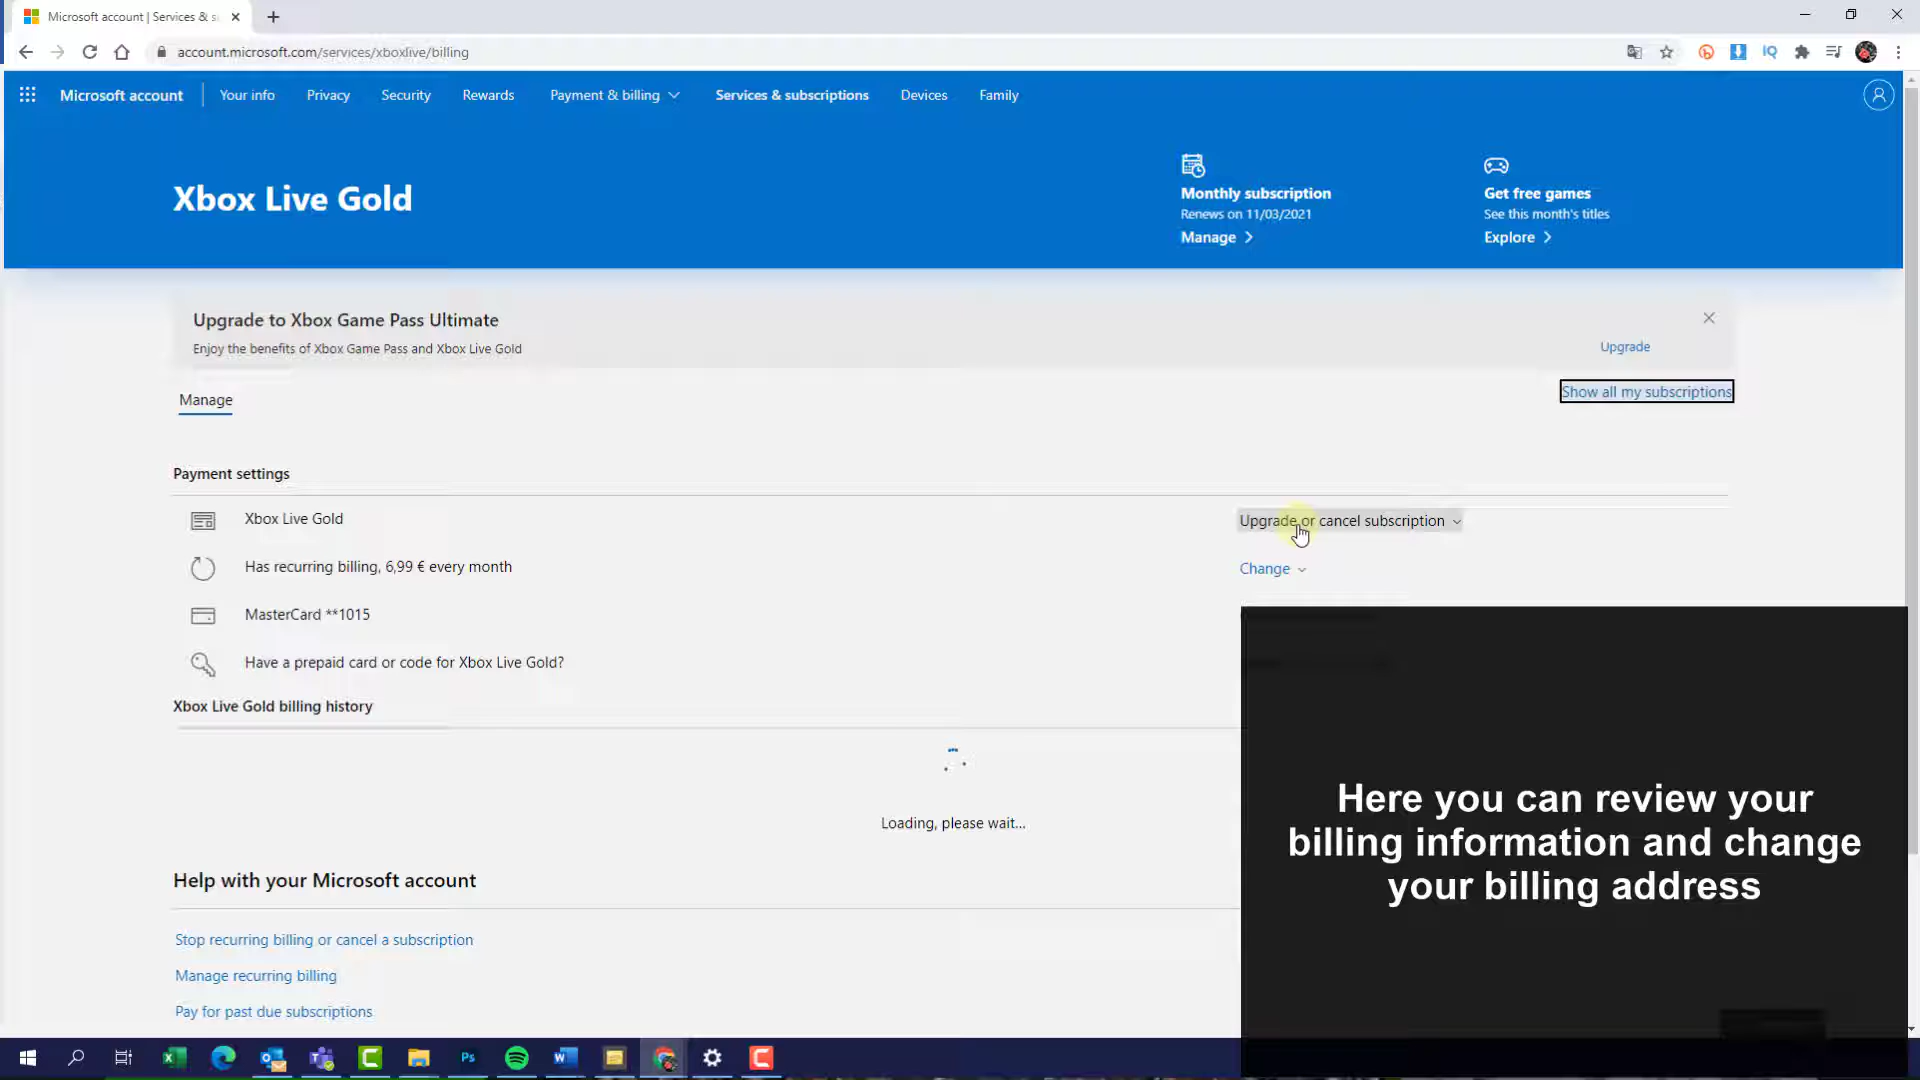 Microsoft account | Services & s
account.microsoft.com/services/xboxlive/billing
Microsoft account
Your info
Privacy
Security
Rewards
Payment & billing
Services & subscriptions
Devices
Family
Xbox Live Gold
Monthly subscription
Renews on 11/03/2021
Manage
Get free games
See this month's titles
Explore
Upgrade to Xbox Game Pass Ultimate
Enjoy the benefits of Xbox Game Pass and Xbox Live Gold
Upgrade
Manage
Show all my subscriptions
Payment settings
Xbox Live Gold
Upgrade or cancel subscription
Has recurring billing, 6,99 € every month
Change
MasterCard **1015
Have a prepaid card or code for Xbox Live Gold?
Xbox Live Gold billing history
Loading, please wait...
Here you can review your
billing information and change
your billing address
Help with your Microsoft account
Stop recurring billing or cancel a subscription
Manage recurring billing
Pay for past due subscriptions